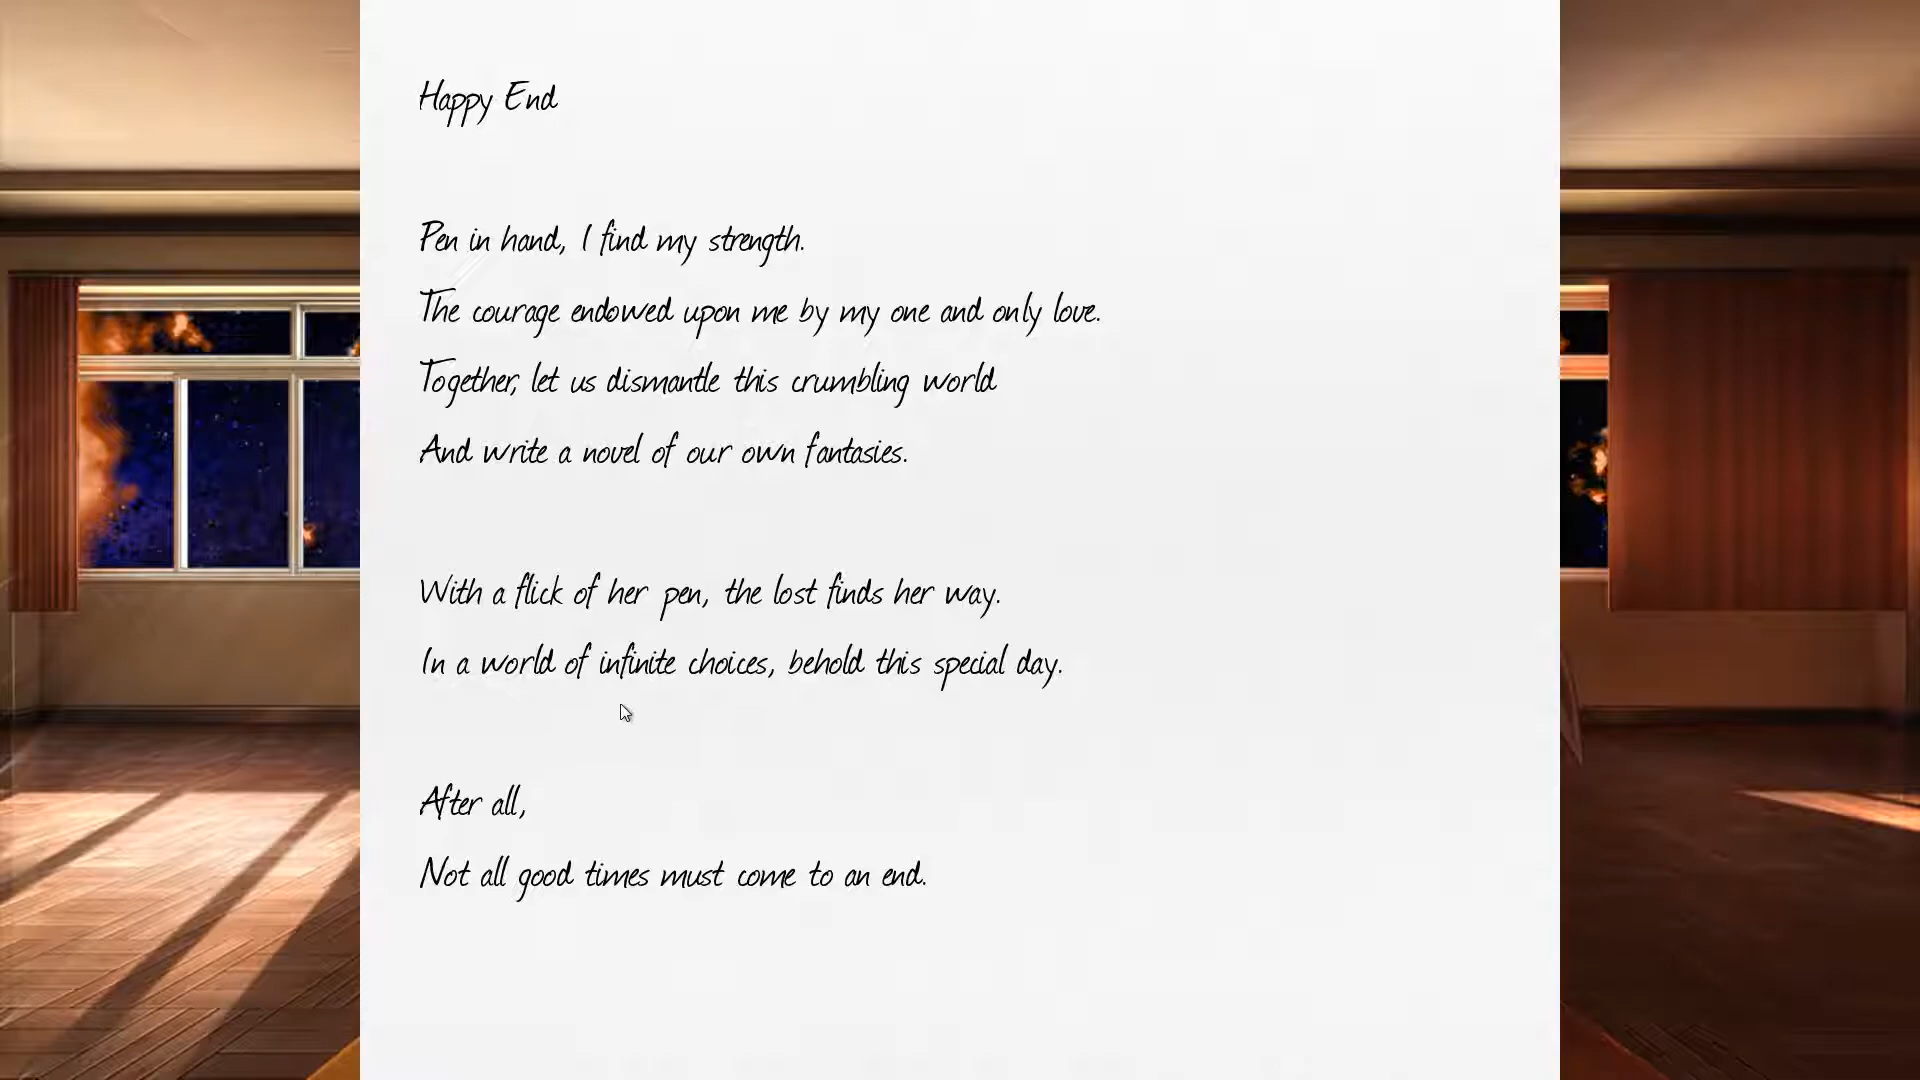 Happy End
Pen in hand, I find my strength.
The courage endowed upon me by my one and only love.
Together, let us dismantle this crumbling world
And write a novel of our own fantasies.
With a flick of her pen, the lost finds her way.
In a world of infinite choices, behold this special day.
After all,
Not all good times must come to an end.